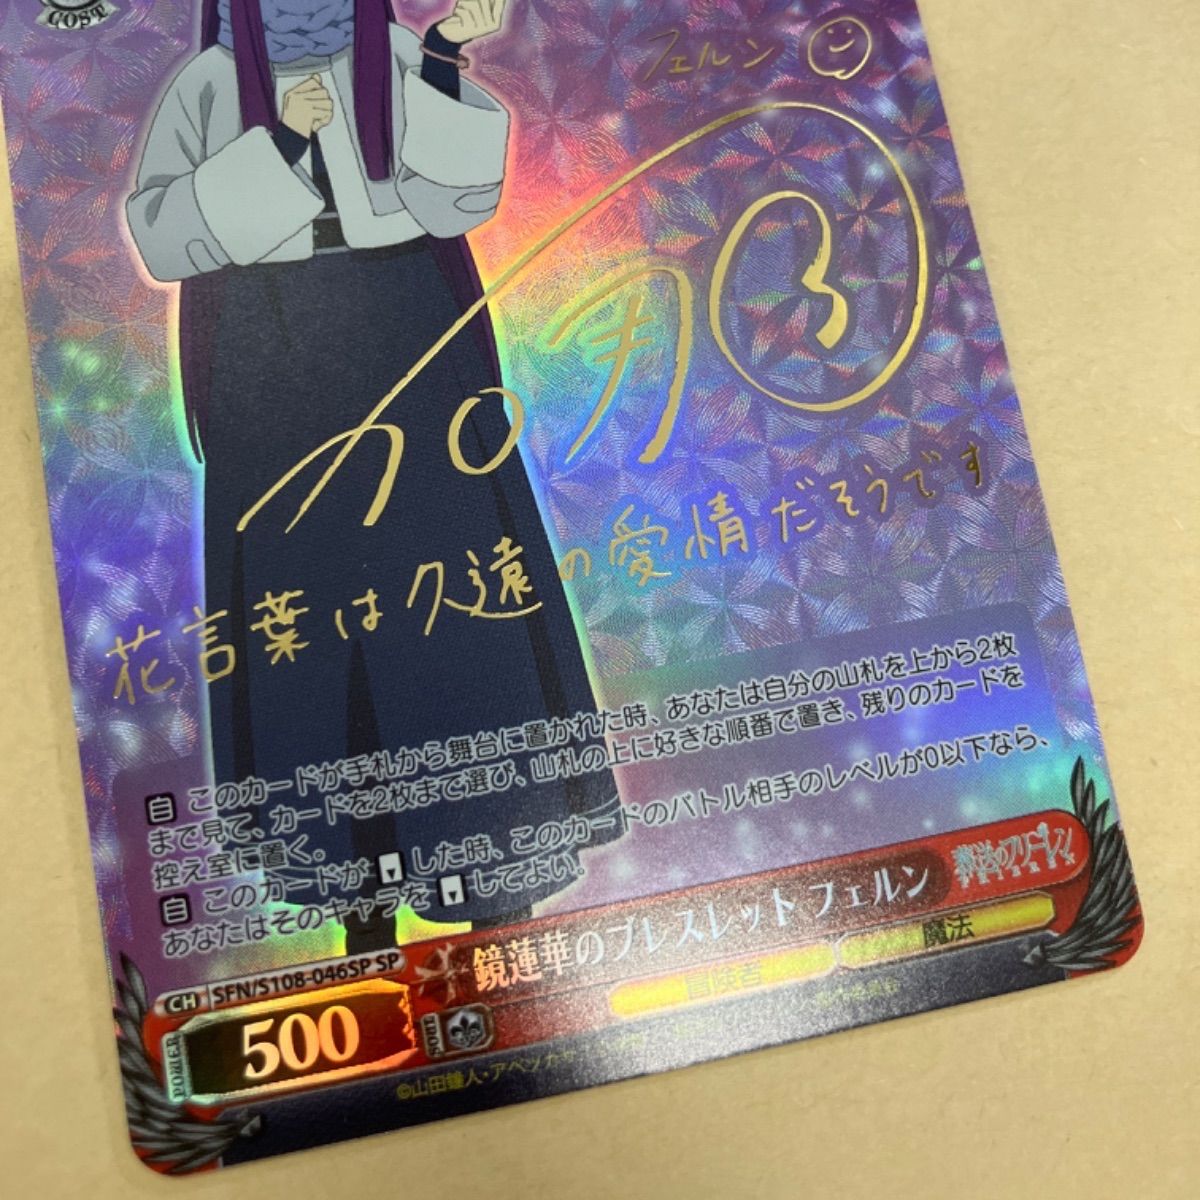 COST
フェルン
花言葉は久遠の愛情だそうです
自 このカードが手札から舞台に置かれた時、あなたは自分の山札を上から2枚
まで見て、カードを2枚まで選び、山札の上に好きな順番で置き、残りのカードを
控え室に置く。
自 このカードが した時、このカードのバトル相手のレベルが0以下なら、
あなたはそのキャラを してよい。
CH SFN/S108-046SP SP
鏡蓮華のブレスレット フェルン
葬送のフリーレン
500
POWER
SOUL
冒険者
魔法
©山田鐘人・アベツカサ